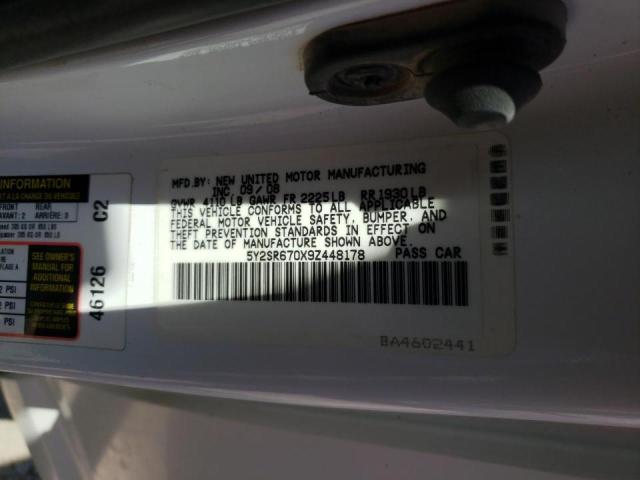 INFORMATION
FRONT REAR
AVANT: 2 ARRIÈRE: 3
SEE OWNER'S
MANUAL FOR
PSI
PSI
46126 C2
MFD.BY: NEW UNITED MOTOR MANUFACTURING
INC 09/08
GVWR 4110 LB GAWR FR 2225 LB RR 1930 LB
THIS VEHICLE CONFORMS TO ALL APPLICABLE
FEDERAL MOTOR VEHICLE SAFETY, BUMPER, AND
THEFT PREVENTION STANDARDS IN EFFECT ON
THE DATE OF MANUFACTURE SHOWN ABOVE.
5Y2SR670X9Z448178 PASS CAR
BA4602441